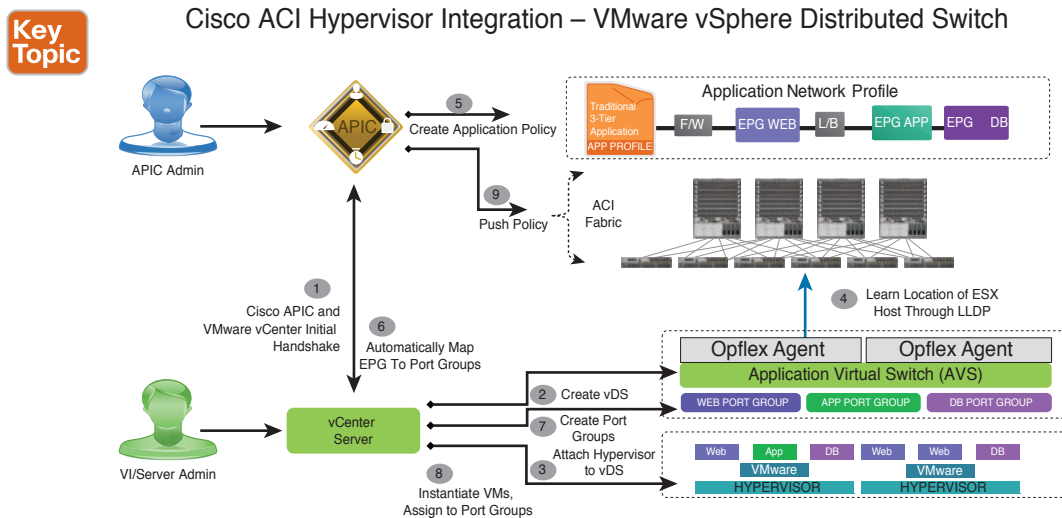 Cisco ACI Hypervisor Integration – VMware vSphere Distributed Switch
Key
Topic
APIC Admin
APIC
5
Create Application Policy
9
Push Policy
Application Network Profile
Traditional
3-Tier
Application
APP PROFILE
F/W
EPG WEB
L/B
EPG APP
EPG DB
ACI
Fabric
1
Cisco APIC and
VMware vCenter Initial
Handshake
6
Automatically Map
EPG To Port Groups
4
Learn Location of ESX
Host Through LLDP
VI/Server Admin
vCenter
Server
2
Create vDS
7
Create Port
Groups
3
Attach Hypervisor
to vDS
8
Instantiate VMs,
Assign to Port Groups
Opflex Agent
Opflex Agent
Application Virtual Switch (AVS)
WEB PORT GROUP
APP PORT GROUP
DB PORT GROUP
Web
App
DB
Web
Web
DB
VMware
VMware
HYPERVISOR
HYPERVISOR